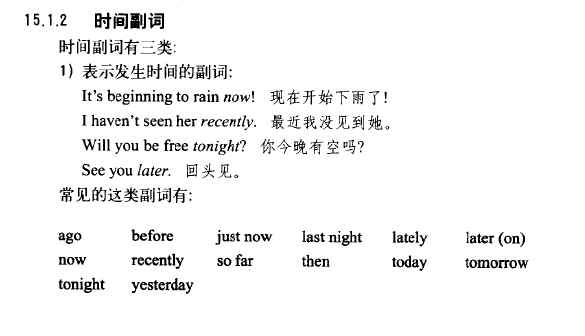 15.1.2 时间副词
时间副词有三类:
1) 表示发生时间的副词:
It's beginning to rain now! 现在开始下雨了!
I haven't seen her recently. 最近我没见到她。
Will you be free tonight? 你今晚有空吗?
See you later. 回头见。
常见的这类副词有:
ago before just now last night lately later (on)
now recently so far then today tomorrow
tonight yesterday